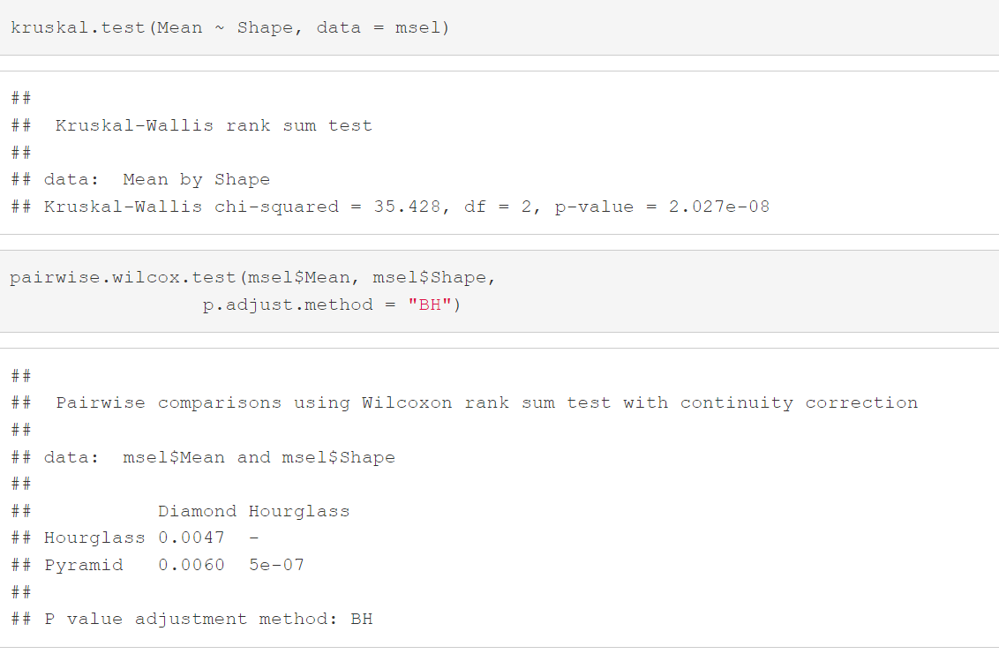 kruskal.test(Mean ~ Shape, data = msel)
##
##  Kruskal-Wallis rank sum test
##
## data:  Mean by Shape
## Kruskal-Wallis chi-squared = 35.428, df = 2, p-value = 2.027e-08
pairwise.wilcox.test(msel$Mean, msel$Shape,
                 p.adjust.method = "BH")
##
##  Pairwise comparisons using Wilcoxon rank sum test with continuity correction
##
## data:  msel$Mean and msel$Shape
##
##           Diamond Hourglass
## Hourglass 0.0047  -
## Pyramid   0.0060  5e-07
##
## P value adjustment method: BH